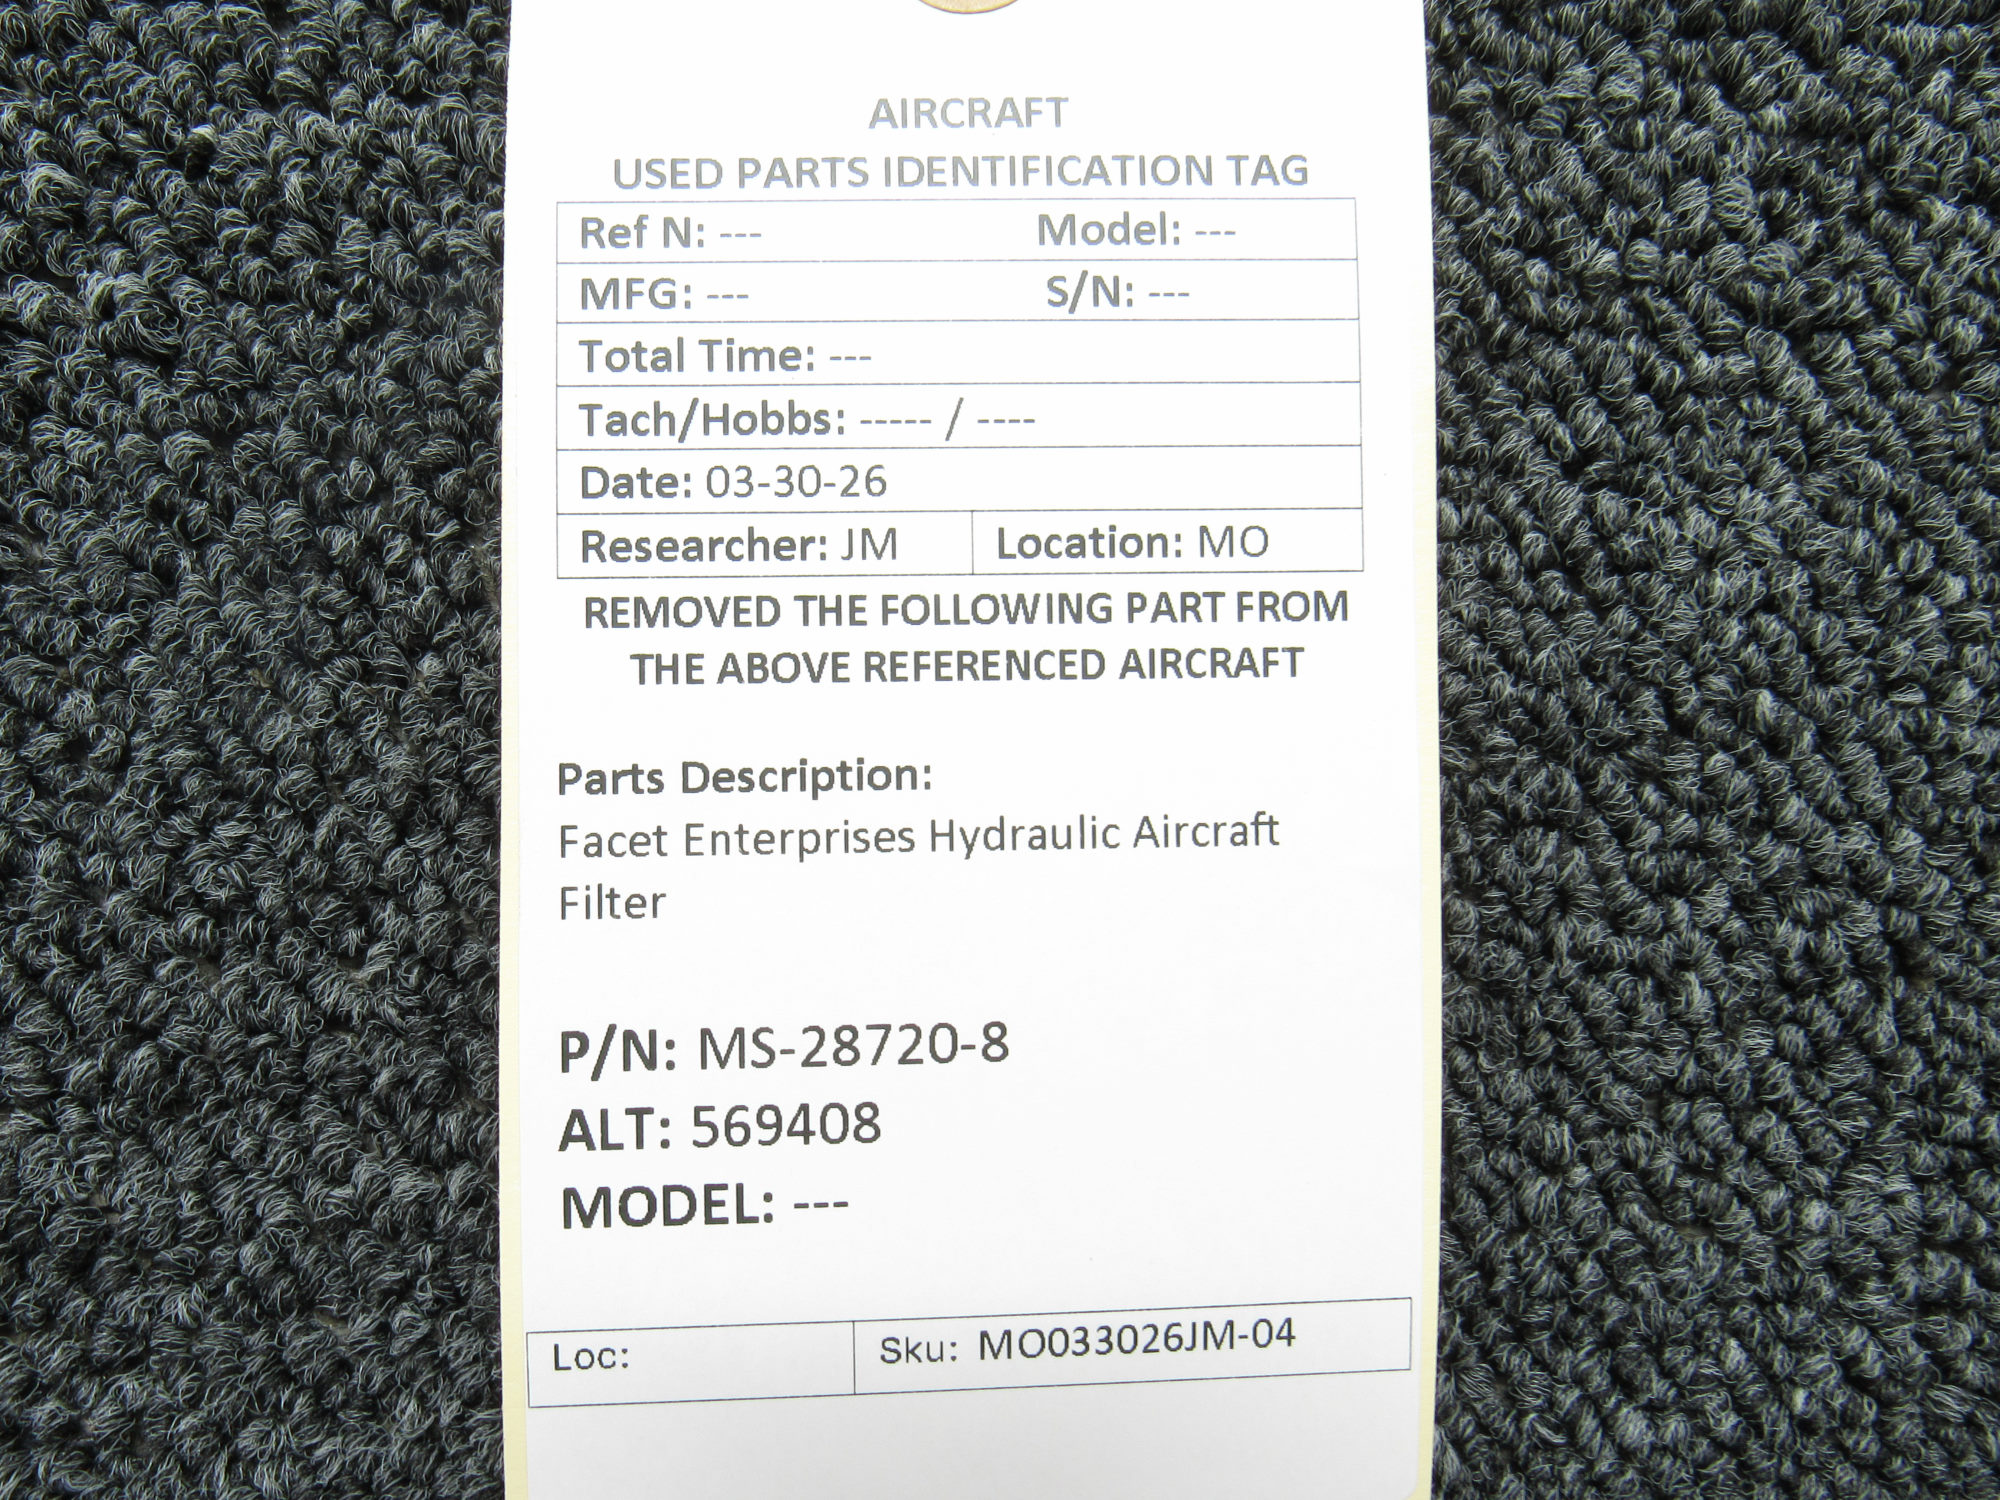 AIRCRAFT
USED PARTS IDENTIFICATION TAG
Ref N: --- Model: ---
MFG: --- S/N: ---
Total Time: ---
Tach/Hobbs: ----- / ----
Date: 03-30-26
Researcher: JM Location: MO
REMOVED THE FOLLOWING PART FROM
THE ABOVE REFERENCED AIRCRAFT
Parts Description:
Facet Enterprises Hydraulic Aircraft
Filter
P/N: MS-28720-8
ALT: 569408
MODEL: ---
Loc: Sku: MO033026JM-04